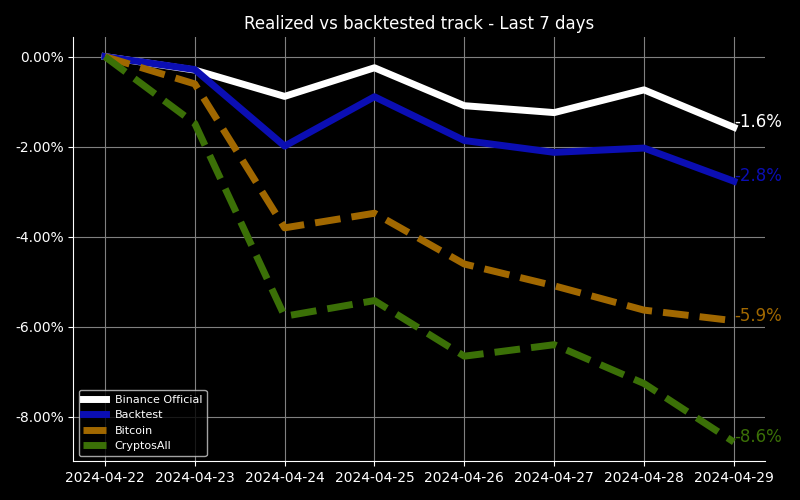 Realized vs backtested track - Last 7 days
0.00%
-2.00%
-4.00%
-6.00%
-8.00%
-1.6%
-2.8%
-5.9%
-8.6%
Binance Official
Backtest
Bitcoin
CryptosAll
2024-04-22 2024-04-23 2024-04-24 2024-04-25 2024-04-26 2024-04-27 2024-04-28 2024-04-29